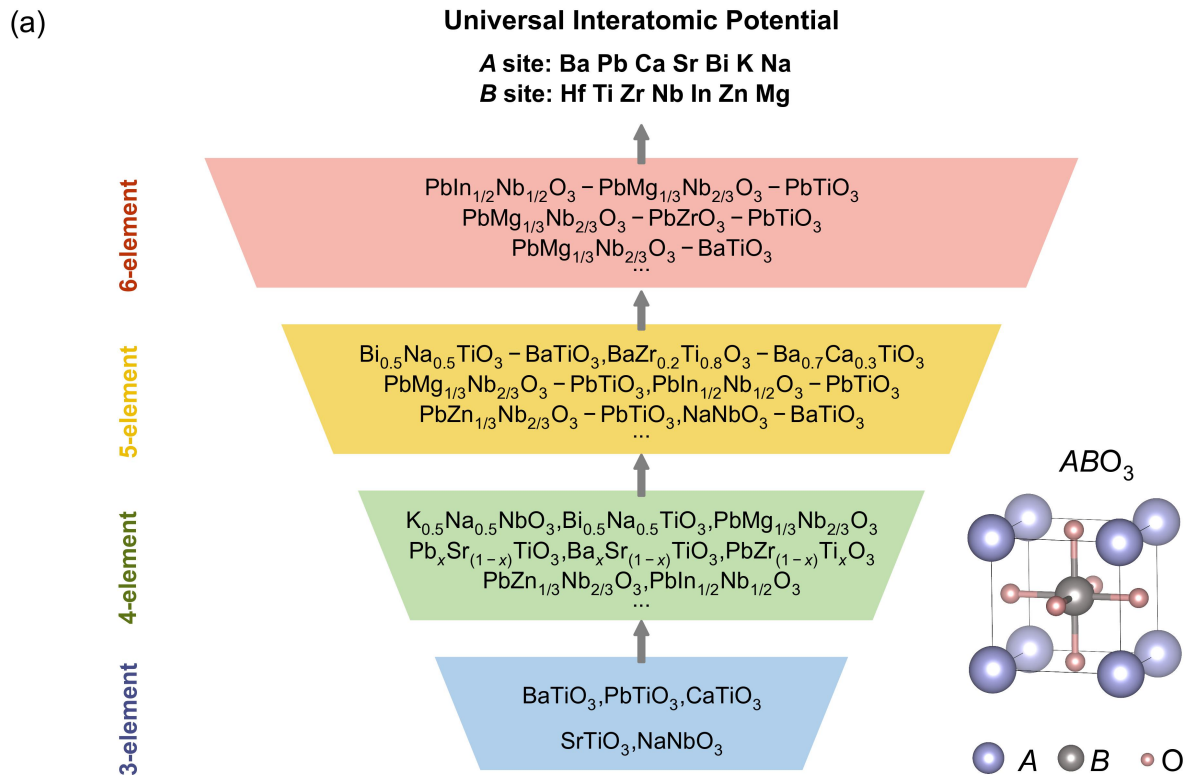 (a)
Universal Interatomic Potential
A site: Ba Pb Ca Sr Bi K Na
B site: Hf Ti Zr Nb In Zn Mg
6-element
PbIn₁/₂Nb₁/₂O₃ − PbMg₁/₃Nb₂/₃O₃ − PbTiO₃
PbMg₁/₃Nb₂/₃O₃ − PbZrO₃ − PbTiO₃
PbMg₁/₃Nb₂/₃O₃ − BaTiO₃
...
5-element
Bi₀.₅Na₀.₅TiO₃ − BaTiO₃,BaZr₀.₂Ti₀.₈O₃ − Ba₀.₇Ca₀.₃TiO₃
PbMg₁/₃Nb₂/₃O₃ − PbTiO₃,PbIn₁/₂Nb₁/₂O₃ − PbTiO₃
PbZn₁/₃Nb₂/₃O₃ − PbTiO₃,NaNbO₃ − BaTiO₃
...
4-element
K₀.₅Na₀.₅NbO₃,Bi₀.₅Na₀.₅TiO₃,PbMg₁/₃Nb₂/₃O₃
PbₓSr₍₁₋ₓ₎TiO₃,BaₓSr₍₁₋ₓ₎TiO₃,PbZr₍₁₋ₓ₎TiₓO₃
PbZn₁/₃Nb₂/₃O₃,PbIn₁/₂Nb₁/₂O₃
...
3-element
BaTiO₃,PbTiO₃,CaTiO₃
SrTiO₃,NaNbO₃
ABO₃
A B O